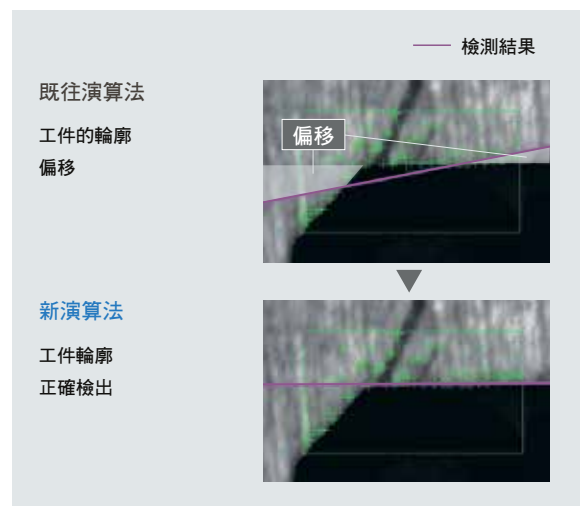 檢測結果
既往演算法
工件的輪廓
偏移
偏移
新演算法
工件輪廓
正確檢出